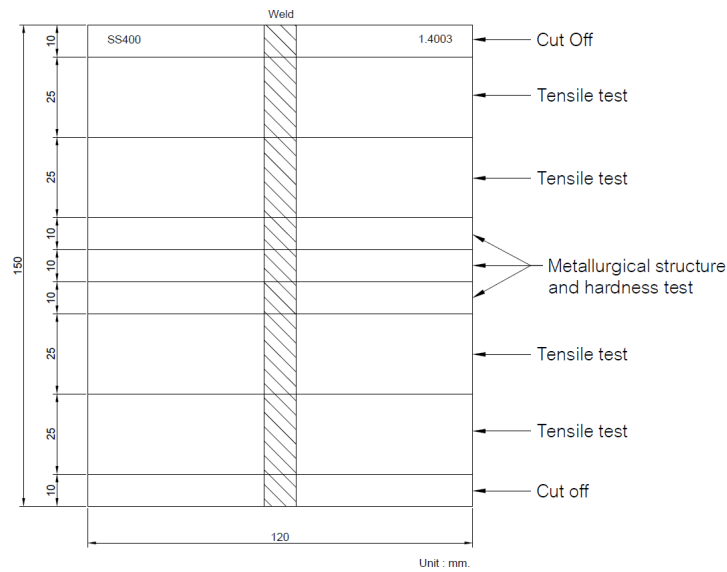 Weld
10
SS400
1.4003
Cut Off
25
Tensile test
25
Tensile test
10
150
10
Metallurgical structure
and hardness test
10
25
Tensile test
25
Tensile test
10
Cut off
120
Unit : mm.